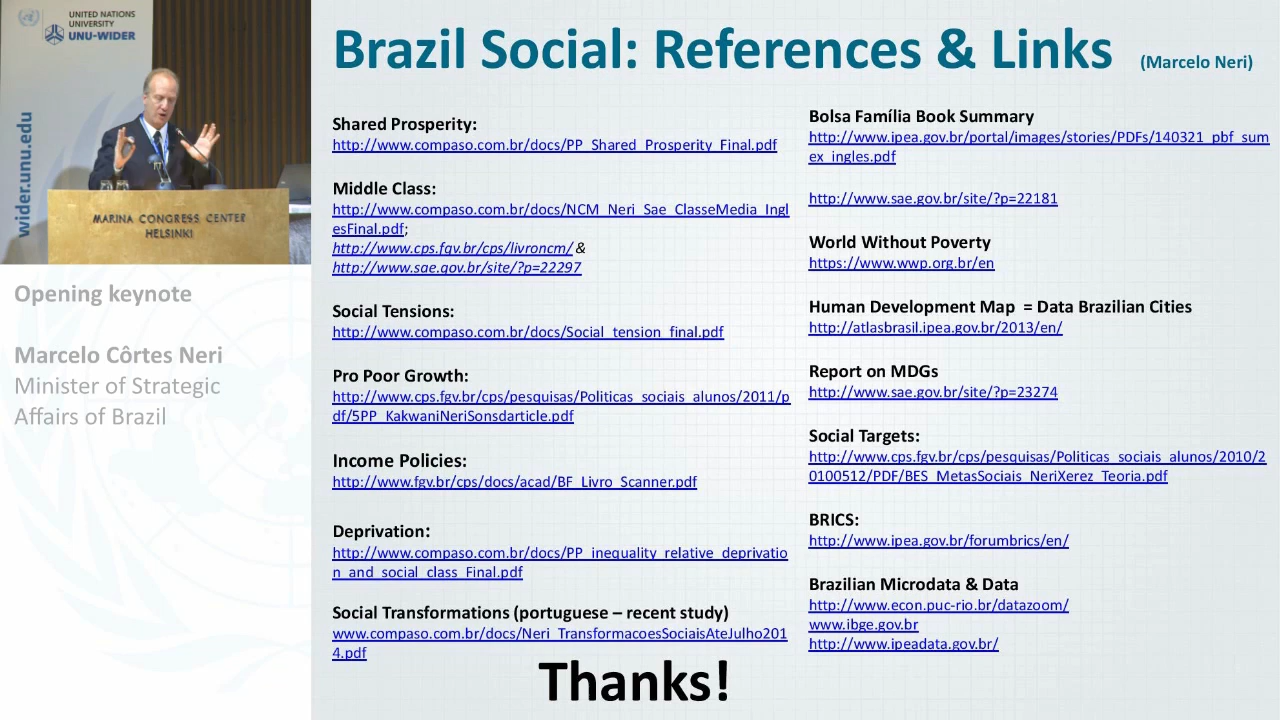 UNITED NATIONS
UNIVERSITY
UNU-WIDER
wider.unu.edu
MARINA CONGRESS CENTER
HELSINKI
Opening keynote
Marcelo Côrtes Neri
Minister of Strategic
Affairs of Brazil
Brazil Social: References & Links (Marcelo Neri)
Shared Prosperity:
http://www.compaso.com.br/docs/PP_Shared_Prosperity_Final.pdf
Middle Class:
http://www.compaso.com.br/docs/NCM_Neri_Sae_ClasseMedia_Ingl
esFinal.pdf;
http://www.cps.fgv.br/cps/livroncm/ &
http://www.sae.gov.br/site/?p=22297
Social Tensions:
http://www.compaso.com.br/docs/Social_tension_final.pdf
Pro Poor Growth:
http://www.cps.fgv.br/cps/pesquisas/Politicas_sociais_alunos/2011/p
df/5PP_KakwaniNeriSonsdarticle.pdf
Income Policies:
http://www.fgv.br/cps/docs/acad/BF_Livro_Scanner.pdf
Deprivation:
http://www.compaso.com.br/docs/PP_inequality_relative_deprivatio
n_and_social_class_Final.pdf
Social Transformations (portuguese – recent study)
www.compaso.com.br/docs/Neri_TransformacoesSociaisAteJulho201
4.pdf
Bolsa Família Book Summary
http://www.ipea.gov.br/portal/images/stories/PDFs/140321_pbf_sum
ex_ingles.pdf
http://www.sae.gov.br/site/?p=22181
World Without Poverty
https://www.wwp.org.br/en
Human Development Map = Data Brazilian Cities
http://atlasbrasil.ipea.gov.br/2013/en/
Report on MDGs
http://www.sae.gov.br/site/?p=23274
Social Targets:
http://www.cps.fgv.br/cps/pesquisas/Politicas_sociais_alunos/2010/2
0100512/PDF/BES_MetasSociais_NeriXerez_Teoria.pdf
BRICS:
http://www.ipea.gov.br/forumbrics/en/
Brazilian Microdata & Data
http://www.econ.puc-rio.br/datazoom/
www.ibge.gov.br
http://www.ipeadata.gov.br/
Thanks!